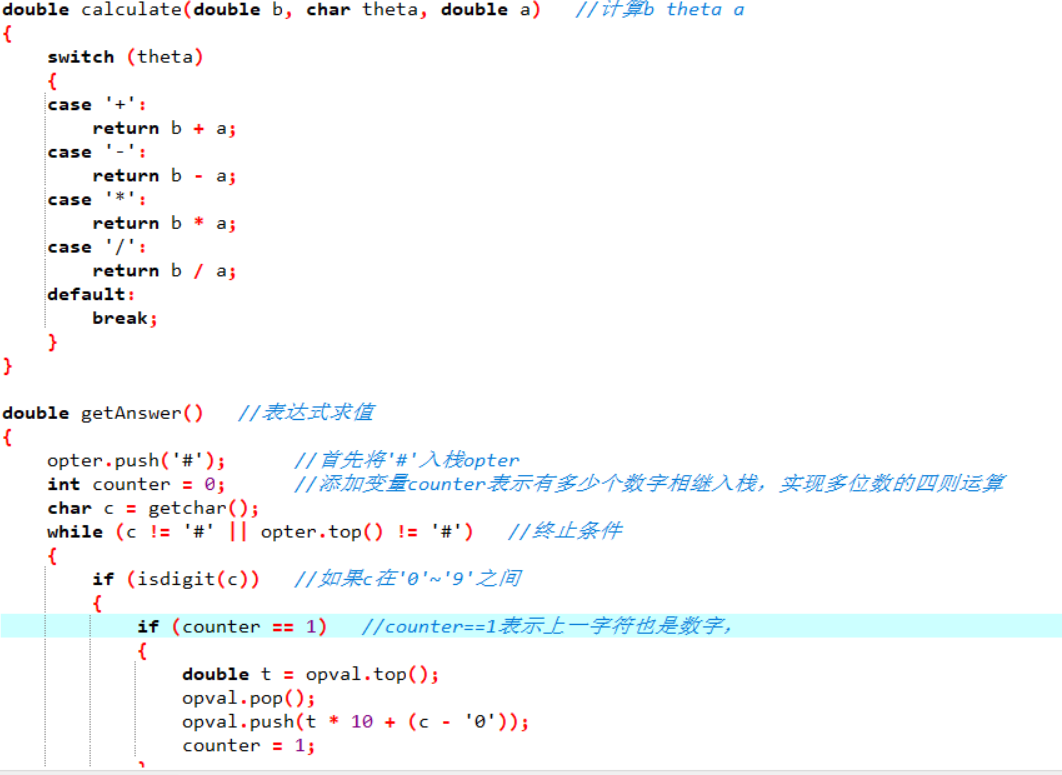 double calculate(double b, char theta, double a)   //计算b theta a
{
    switch (theta)
    {
    case '+':
        return b + a;
    case '-':
        return b - a;
    case '*':
        return b * a;
    case '/':
        return b / a;
    default:
        break;
    }
}

double getAnswer()   //表达式求值
{
    opter.push('#');      //首先将'#'入栈opter
    int counter = 0;      //添加变量counter表示有多少个数字相继入栈，实现多位数的四则运算
    char c = getchar();
    while (c != '#' || opter.top() != '#')   //终止条件
    {
        if (isdigit(c))   //如果c在'0'~'9'之间
        {
            if (counter == 1)   //counter==1表示上一字符也是数字，
            {
                double t = opval.top();
                opval.pop();
                opval.push(t * 10 + (c - '0'));
                counter = 1;